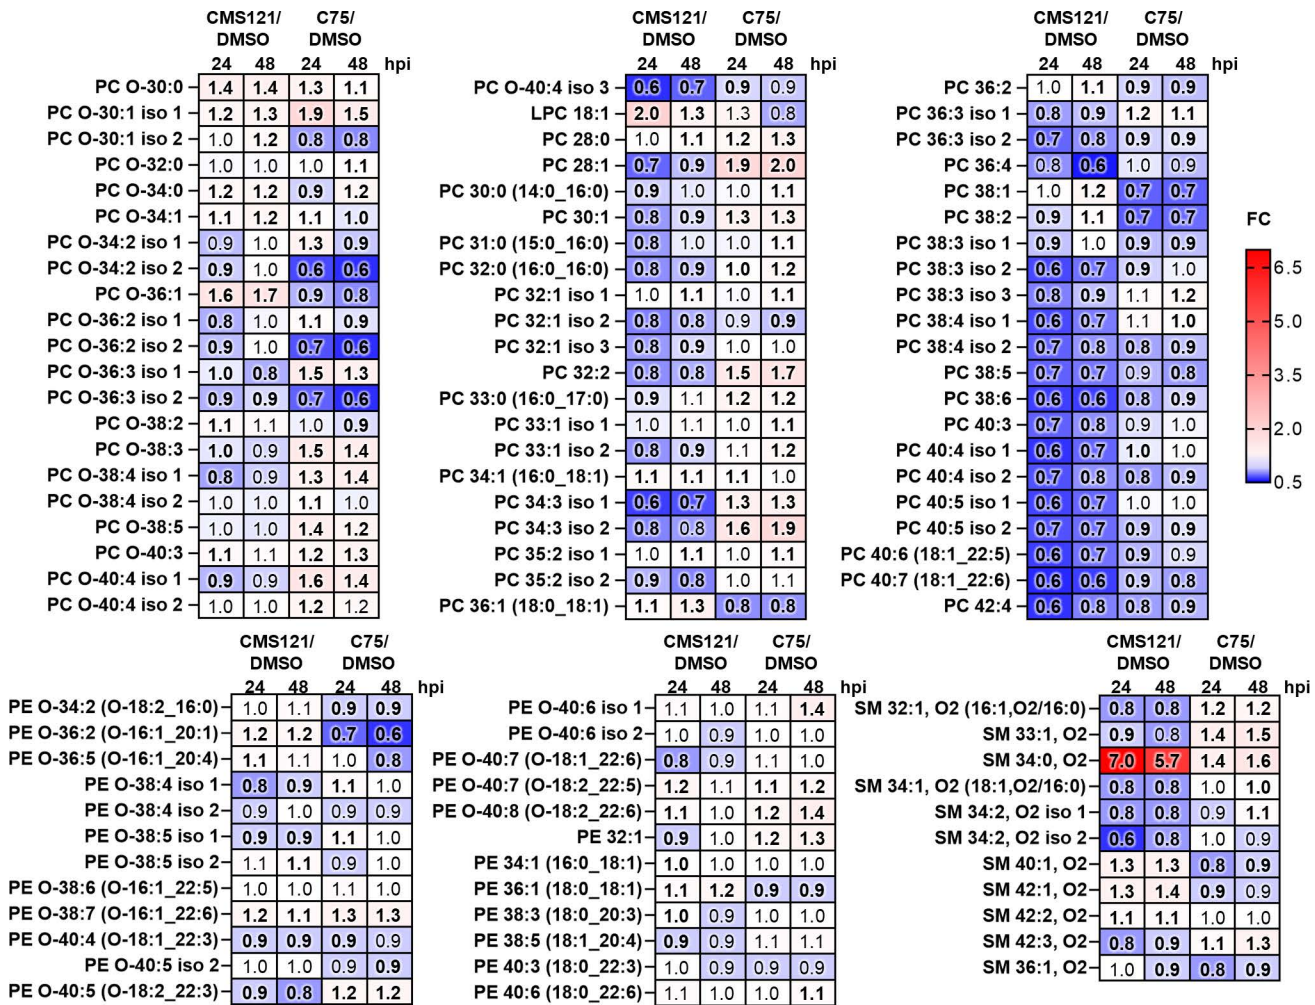 CMS121/ C75/
DMSO DMSO
24 48 24 48 hpi
PC O-30:0 1.4 1.4 1.3 1.1
PC O-30:1 iso 1 1.2 1.3 1.9 1.5
PC O-30:1 iso 2 1.0 1.2 0.8 0.8
PC O-32:0 1.0 1.0 1.0 1.1
PC O-34:0 1.2 1.2 0.9 1.2
PC O-34:1 1.1 1.2 1.1 1.0
PC O-34:2 iso 1 0.9 1.0 1.3 0.9
PC O-34:2 iso 2 0.9 1.0 0.6 0.6
PC O-36:1 1.6 1.7 0.9 0.8
PC O-36:2 iso 1 0.8 1.0 1.1 0.9
PC O-36:2 iso 2 0.9 1.0 0.7 0.6
PC O-36:3 iso 1 1.0 0.8 1.5 1.3
PC O-36:3 iso 2 0.9 0.9 0.7 0.6
PC O-38:2 1.1 1.1 1.0 0.9
PC O-38:3 1.0 0.9 1.5 1.4
PC O-38:4 iso 1 0.8 0.9 1.3 1.4
PC O-38:4 iso 2 1.0 1.0 1.1 1.0
PC O-38:5 1.0 1.0 1.4 1.2
PC O-40:3 1.1 1.1 1.2 1.3
PC O-40:4 iso 1 0.9 0.9 1.6 1.4
PC O-40:4 iso 2 1.0 1.0 1.2 1.2
CMS121/ C75/
DMSO DMSO
24 48 24 48 hpi
PC O-40:4 iso 3 0.6 0.7 0.9 0.9
LPC 18:1 2.0 1.3 1.3 0.8
PC 28:0 1.0 1.1 1.2 1.3
PC 28:1 0.7 0.9 1.9 2.0
PC 30:0 (14:0_16:0) 0.9 1.0 1.0 1.1
PC 30:1 0.8 0.9 1.3 1.3
PC 31:0 (15:0_16:0) 0.8 1.0 1.0 1.1
PC 32:0 (16:0_16:0) 0.8 0.9 1.0 1.2
PC 32:1 iso 1 1.0 1.1 1.0 1.1
PC 32:1 iso 2 0.8 0.8 0.9 0.9
PC 32:1 iso 3 0.8 0.9 1.0 1.0
PC 32:2 0.8 0.8 1.5 1.7
PC 33:0 (16:0_17:0) 0.9 1.1 1.2 1.2
PC 33:1 iso 1 1.0 1.1 1.0 1.1
PC 33:1 iso 2 0.8 0.9 1.1 1.2
PC 34:1 (16:0_18:1) 1.1 1.1 1.1 1.0
PC 34:3 iso 1 0.6 0.7 1.3 1.3
PC 34:3 iso 2 0.8 0.8 1.6 1.9
PC 35:2 iso 1 1.0 1.1 1.0 1.1
PC 35:2 iso 2 0.9 0.8 1.0 1.1
PC 36:1 (18:0_18:1) 1.1 1.3 0.8 0.8
CMS121/ C75/
DMSO DMSO
24 48 24 48 hpi
PC 36:2 1.0 1.1 0.9 0.9
PC 36:3 iso 1 0.8 0.9 1.2 1.1
PC 36:3 iso 2 0.7 0.8 0.9 0.9
PC 36:4 0.8 0.6 1.0 0.9
PC 38:1 1.0 1.2 0.7 0.7
PC 38:2 0.9 1.1 0.7 0.7
PC 38:3 iso 1 0.9 1.0 0.9 0.9
PC 38:3 iso 2 0.6 0.7 0.9 1.0
PC 38:3 iso 3 0.8 0.9 1.1 1.2
PC 38:4 iso 1 0.6 0.7 1.1 1.0
PC 38:4 iso 2 0.7 0.8 0.8 0.9
PC 38:5 0.7 0.7 0.9 0.8
PC 38:6 0.6 0.6 0.8 0.9
PC 40:3 0.7 0.8 0.9 1.0
PC 40:4 iso 1 0.6 0.7 1.0 1.0
PC 40:4 iso 2 0.7 0.8 0.8 0.9
PC 40:5 iso 1 0.6 0.7 1.0 1.0
PC 40:5 iso 2 0.7 0.7 0.9 0.9
PC 40:6 (18:1_22:5) 0.6 0.7 0.9 0.9
PC 40:7 (18:1_22:6) 0.6 0.6 0.9 0.8
PC 42:4 0.6 0.8 0.8 0.9
FC
6.5
5.0
3.5
2.0
0.5
CMS121/ C75/
DMSO DMSO
24 48 24 48 hpi
PE O-34:2 (O-18:2_16:0) 1.0 1.1 0.9 0.9
PE O-36:2 (O-16:1_20:1) 1.2 1.2 0.7 0.6
PE O-36:5 (O-16:1_20:4) 1.1 1.1 1.0 0.8
PE O-38:4 iso 1 0.8 0.9 1.1 1.0
PE O-38:4 iso 2 0.9 1.0 0.9 0.9
PE O-38:5 iso 1 0.9 0.9 1.1 1.0
PE O-38:5 iso 2 1.1 1.1 0.9 1.0
PE O-38:6 (O-16:1_22:5) 1.0 1.0 1.1 1.0
PE O-38:7 (O-16:1_22:6) 1.2 1.1 1.3 1.3
PE O-40:4 (O-18:1_22:3) 0.9 0.9 0.9 0.9
PE O-40:5 iso 2 1.0 1.0 0.9 0.9
PE O-40:5 (O-18:2_22:3) 0.9 0.8 1.2 1.2
CMS121/ C75/
DMSO DMSO
24 48 24 48 hpi
PE O-40:6 iso 1 1.1 1.0 1.1 1.4
PE O-40:6 iso 2 1.0 0.9 1.0 1.0
PE O-40:7 (O-18:1_22:6) 0.8 0.9 1.1 1.0
PE O-40:7 (O-18:2_22:5) 1.2 1.1 1.1 1.2
PE O-40:8 (O-18:2_22:6) 1.1 1.0 1.2 1.4
PE 32:1 0.9 1.0 1.2 1.3
PE 34:1 (16:0_18:1) 1.0 1.0 1.0 1.0
PE 36:1 (18:0_18:1) 1.1 1.2 0.9 0.9
PE 38:3 (18:0_20:3) 1.0 0.9 1.0 1.0
PE 38:5 (18:1_20:4) 0.9 0.9 1.1 1.1
PE 40:3 (18:0_22:3) 1.0 0.9 0.9 0.9
PE 40:6 (18:0_22:6) 1.1 1.0 1.0 1.1
CMS121/ C75/
DMSO DMSO
24 48 24 48 hpi
SM 32:1, O2 (16:1,O2/16:0) 0.8 0.8 1.2 1.2
SM 33:1, O2 0.9 0.8 1.4 1.5
SM 34:0, O2 7.0 5.7 1.4 1.6
SM 34:1, O2 (18:1,O2/16:0) 0.8 0.8 1.0 1.0
SM 34:2, O2 iso 1 0.8 0.8 0.9 1.1
SM 34:2, O2 iso 2 0.6 0.8 1.0 0.9
SM 40:1, O2 1.3 1.3 0.8 0.9
SM 42:1, O2 1.3 1.4 0.9 0.9
SM 42:2, O2 1.1 1.1 1.0 1.0
SM 42:3, O2 0.8 0.9 1.1 1.3
SM 36:1, O2 1.0 0.9 0.8 0.9